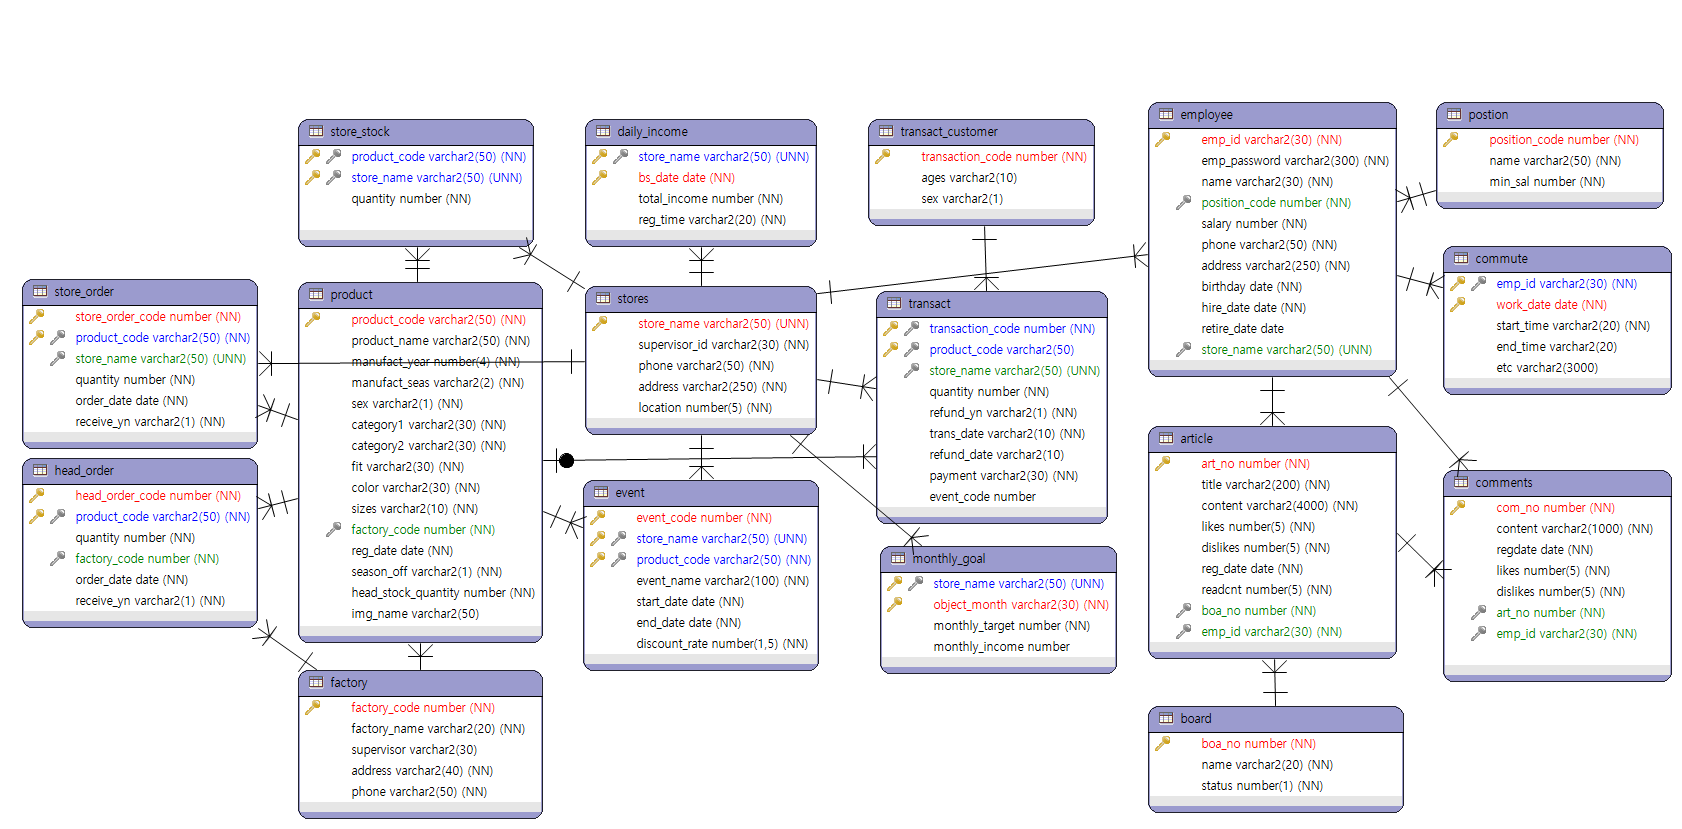 store_stock
product_code varchar2(50) (NN)
store_name varchar2(50) (UNN)
quantity number (NN)
daily_income
store_name varchar2(50) (UNN)
bs_date date (NN)
total_income number (NN)
reg_time varchar2(20) (NN)
transact_customer
transaction_code number (NN)
ages varchar2(10)
sex varchar2(1)
employee
emp_id varchar2(30) (NN)
emp_password varchar2(300) (NN)
name varchar2(30) (NN)
position_code number (NN)
salary number (NN)
phone varchar2(50) (NN)
address varchar2(250) (NN)
birthday date (NN)
hire_date date (NN)
retire_date date
store_name varchar2(50) (UNN)
postion
position_code number (NN)
name varchar2(50) (NN)
min_sal number (NN)
commute
emp_id varchar2(30) (NN)
work_date date (NN)
start_time varchar2(20) (NN)
end_time varchar2(20)
etc varchar2(3000)
store_order
store_order_code number (NN)
product_code varchar2(50) (NN)
store_name varchar2(50) (UNN)
quantity number (NN)
order_date date (NN)
receive_yn varchar2(1) (NN)
product
product_code varchar2(50) (NN)
product_name varchar2(50) (NN)
manufact_year number(4) (NN)
manufact_seas varchar2(2) (NN)
sex varchar2(1) (NN)
category1 varchar2(30) (NN)
category2 varchar2(30) (NN)
fit varchar2(30) (NN)
color varchar2(30) (NN)
sizes varchar2(10) (NN)
factory_code number (NN)
reg_date date (NN)
season_off varchar2(1) (NN)
head_stock_quantity number (NN)
img_name varchar2(50)
stores
store_name varchar2(50) (UNN)
supervisor_id varchar2(30) (NN)
phone varchar2(50) (NN)
address varchar2(250) (NN)
location number(5) (NN)
transact
transaction_code number (NN)
product_code varchar2(50)
store_name varchar2(50) (UNN)
quantity number (NN)
refund_yn varchar2(1) (NN)
trans_date varchar2(10) (NN)
refund_date varchar2(10)
payment varchar2(30) (NN)
event_code number
head_order
head_order_code number (NN)
product_code varchar2(50) (NN)
quantity number (NN)
factory_code number (NN)
order_date date (NN)
receive_yn varchar2(1) (NN)
event
event_code number (NN)
store_name varchar2(50) (UNN)
product_code varchar2(50) (NN)
event_name varchar2(100) (NN)
start_date date (NN)
end_date date (NN)
discount_rate number(1,5) (NN)
monthly_goal
store_name varchar2(50) (UNN)
object_month varchar2(30) (NN)
monthly_target number (NN)
monthly_income number
article
art_no number (NN)
title varchar2(200) (NN)
content varchar2(4000) (NN)
likes number(5) (NN)
dislikes number(5) (NN)
reg_date date (NN)
readcnt number(5) (NN)
boa_no number (NN)
emp_id varchar2(30) (NN)
comments
com_no number (NN)
content varchar2(1000) (NN)
regdate date (NN)
likes number(5) (NN)
dislikes number(5) (NN)
art_no number (NN)
emp_id varchar2(30) (NN)
factory
factory_code number (NN)
factory_name varchar2(20) (NN)
supervisor varchar2(30)
address varchar2(40) (NN)
phone varchar2(50) (NN)
board
boa_no number (NN)
name varchar2(20) (NN)
status number(1) (NN)